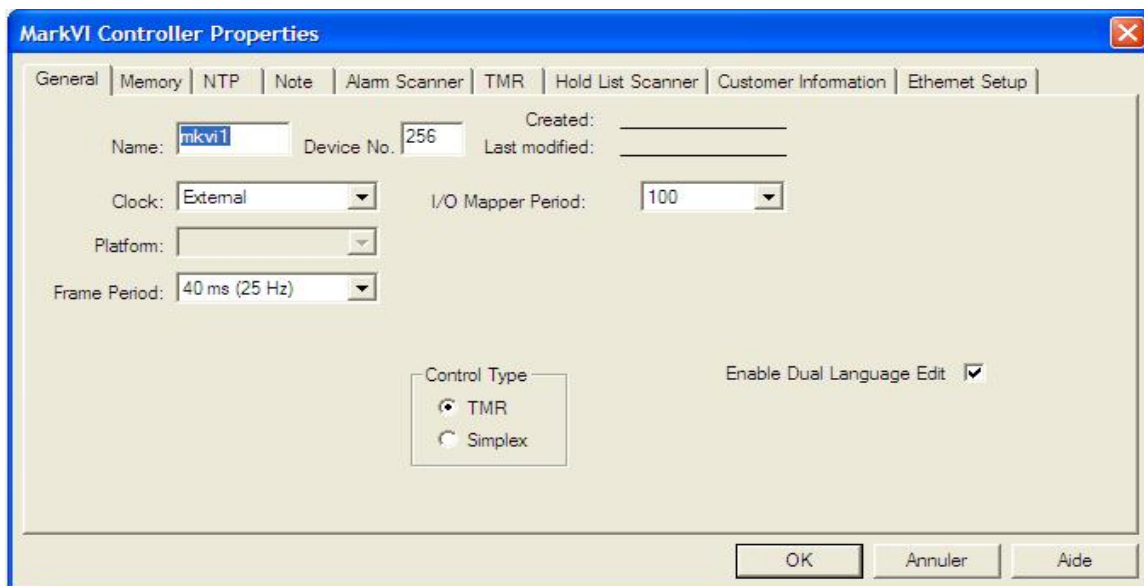 MarkVI Controller Properties
General Memory NTP Note Alarm Scanner TMR Hold List Scanner Customer Information Ethernet Setup
Name: mkvi1 Device No. 256 Created:
Last modified:
Clock: External I/O Mapper Period: 100
Platform:
Frame Period: 40 ms (25 Hz)
Control Type
TMR
Simplex
Enable Dual Language Edit
OK Annuler Aide